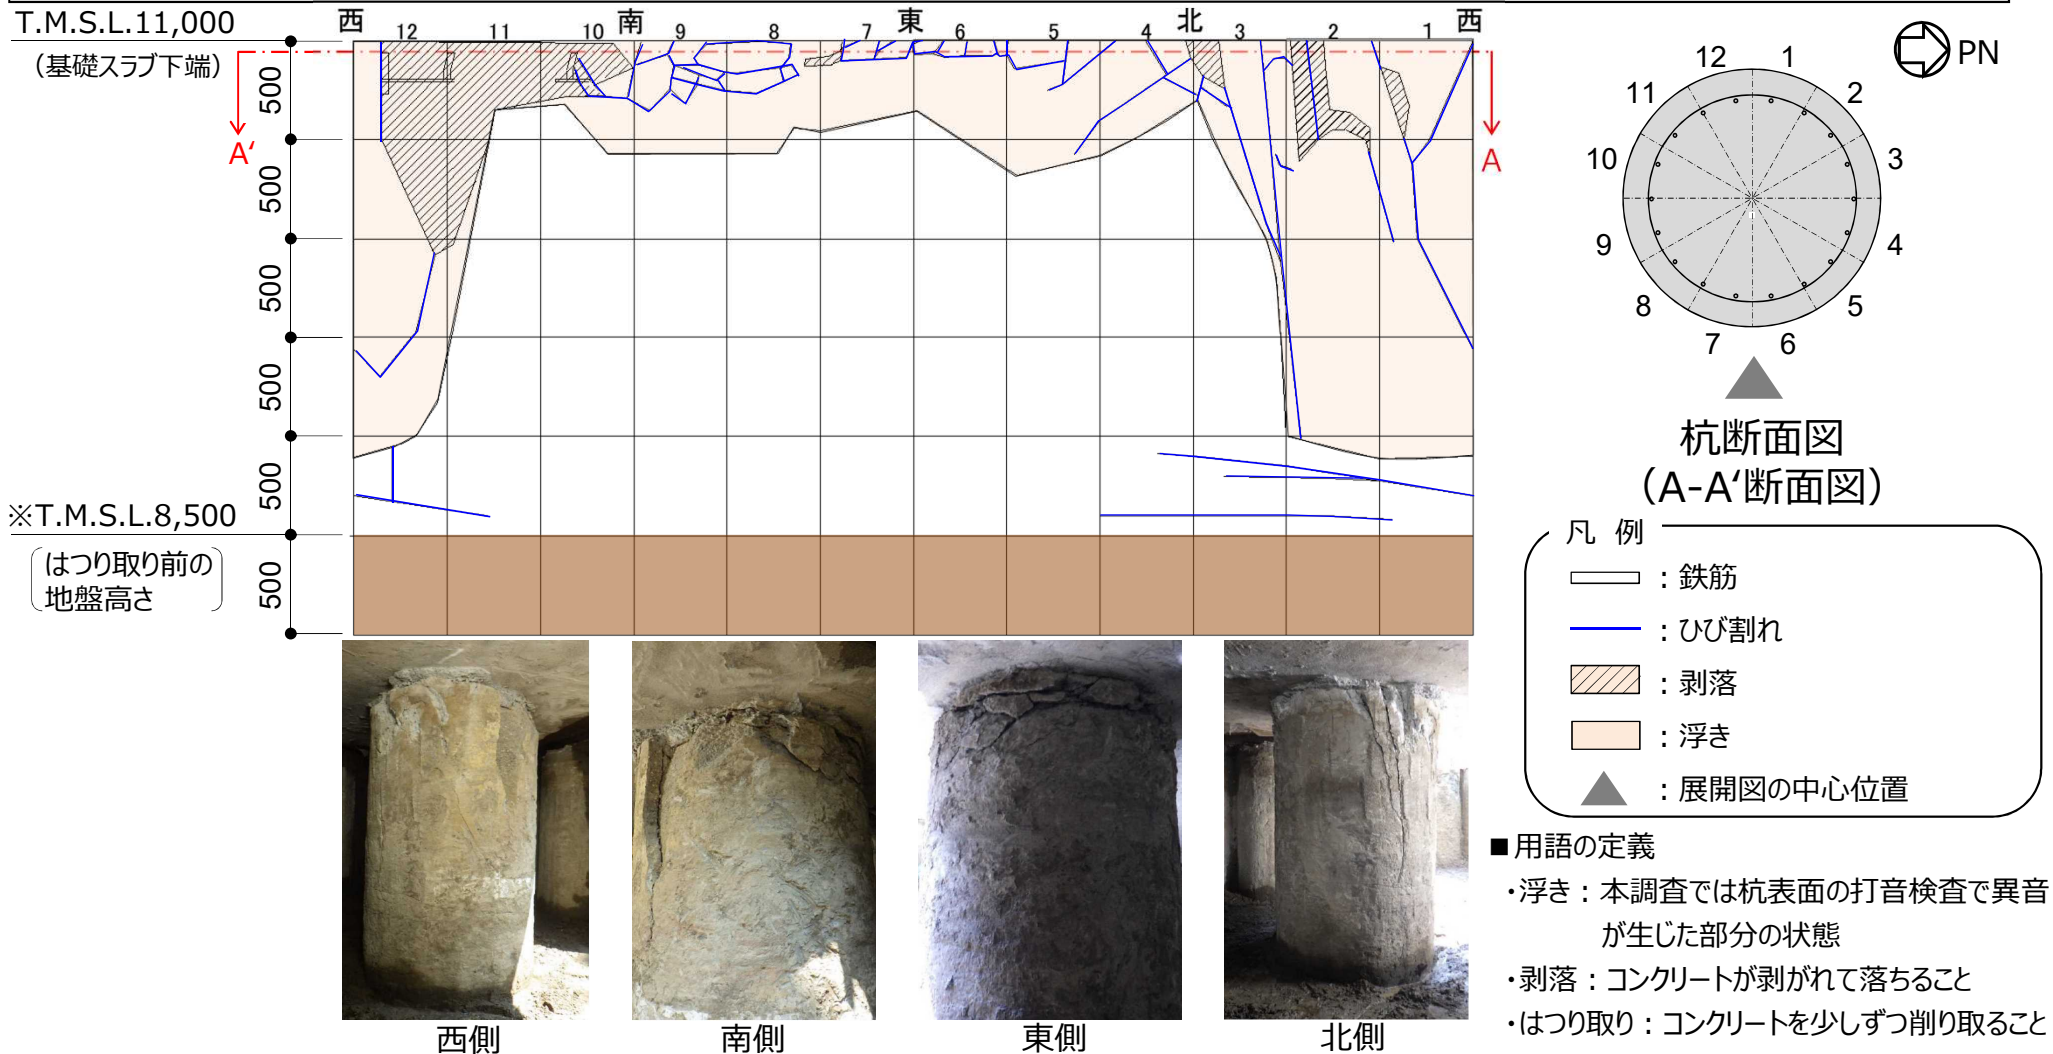 T.M.S.L.11,000
（基礎スラブ下端）
西 南 東 北 西
12 11 10 9 8 7 6 5 4 3 2 1
A‘ A
500
500
500
500
500
500
※T.M.S.L.8,500
はつり取り前の
地盤高さ
西側
南側
東側
北側
PN
12 1
11 2
10 3
9 4
8 5
7 6
杭断面図
（A-A‘断面図）
凡 例
：鉄筋
：ひび割れ
：剥落
：浮き
：展開図の中心位置
■用語の定義
・浮き：本調査では杭表面の打音検査で異音
が生じた部分の状態
・剥落：コンクリートが剥がれて落ちること
・はつり取り：コンクリートを少しずつ削り取ること